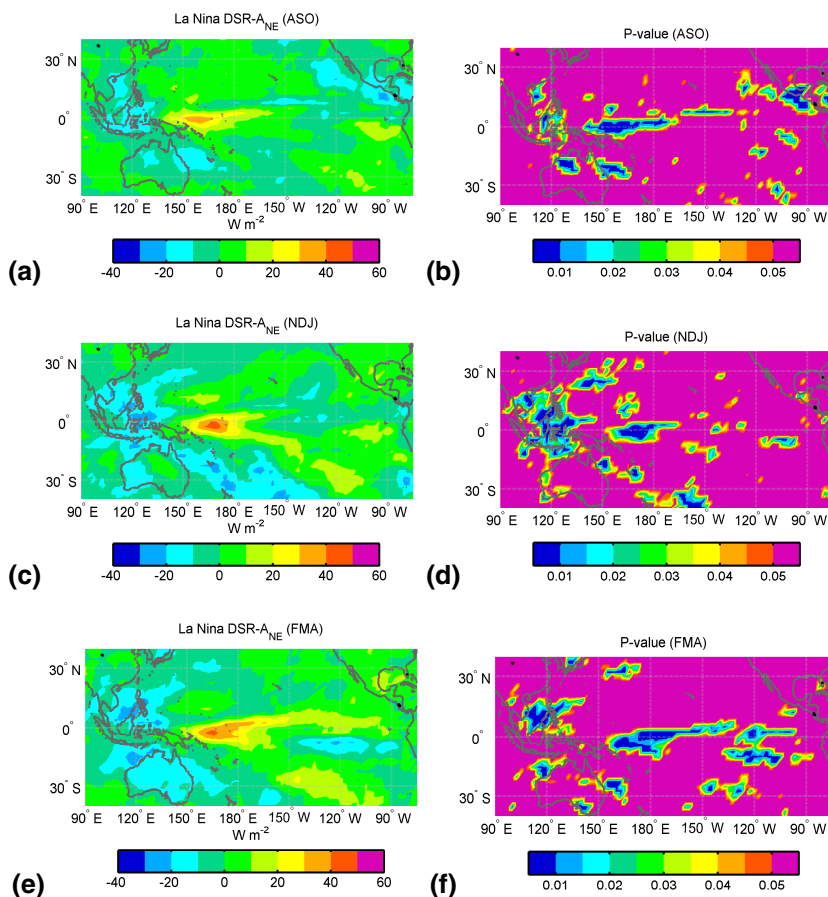 La Nina DSR-A_NE (ASO)
30° N
0°
30° S
90° E 120° E 150° E 180° W 150° W 120° W 90° W
W m⁻²
-40 -20 0 20 40 60
(a)
P-value (ASO)
30° N
0°
30° S
90° E 120° E 150° E 180° W 150° W 120° W 90° W
0.01 0.02 0.03 0.04 0.05
(b)
La Nina DSR-A_NE (NDJ)
30° N
0°
30° S
90° E 120° E 150° E 180° W 150° W 120° W 90° W
W m⁻²
-40 -20 0 20 40 60
(c)
P-value (NDJ)
30° N
0°
30° S
90° E 120° E 150° E 180° W 150° W 120° W 90° W
0.01 0.02 0.03 0.04 0.05
(d)
La Nina DSR-A_NE (FMA)
30° N
0°
30° S
90° E 120° E 150° E 180° W 150° W 120° W 90° W
W m⁻²
-40 -20 0 20 40 60
(e)
P-value (FMA)
30° N
0°
30° S
90° E 120° E 150° E 180° W 150° W 120° W 90° W
0.01 0.02 0.03 0.04 0.05
(f)